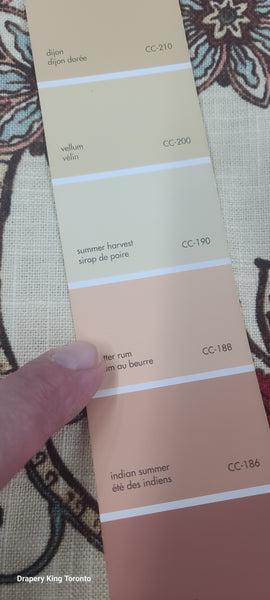 dijon
dijon dorée
CC-210
vellum
vélin
CC-200
summer harvest
sirop de poire
CC-190
tter rum
m au beurre
CC-188
indian summer
été des indiens
CC-186
Drapery King Toronto